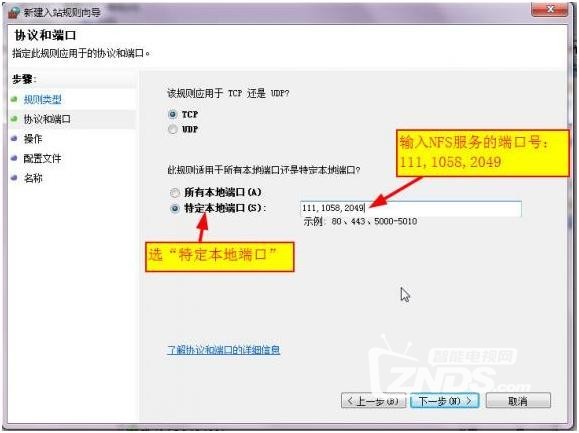 新建入站规则向导
协议和端口
指定此规则应用于的协议和端口。
步骤:
规则类型
协议和端口
操作
配置文件
名称
该规则应用于 TCP 还是 UDP?
TCP
UDP
输入NFS服务的端口号:
111,1058,2049
此规则适用于所有本地端口还是特定本地端口?
所有本地端口(A)
特定本地端口(S):
111,1058,2049
示例: 80、443、5000-5010
选“特定本地端口”
了解协议和端口的详细信息
智能电视网
ZNDS.COM
<上一步(B)
下一步(N) >
取消